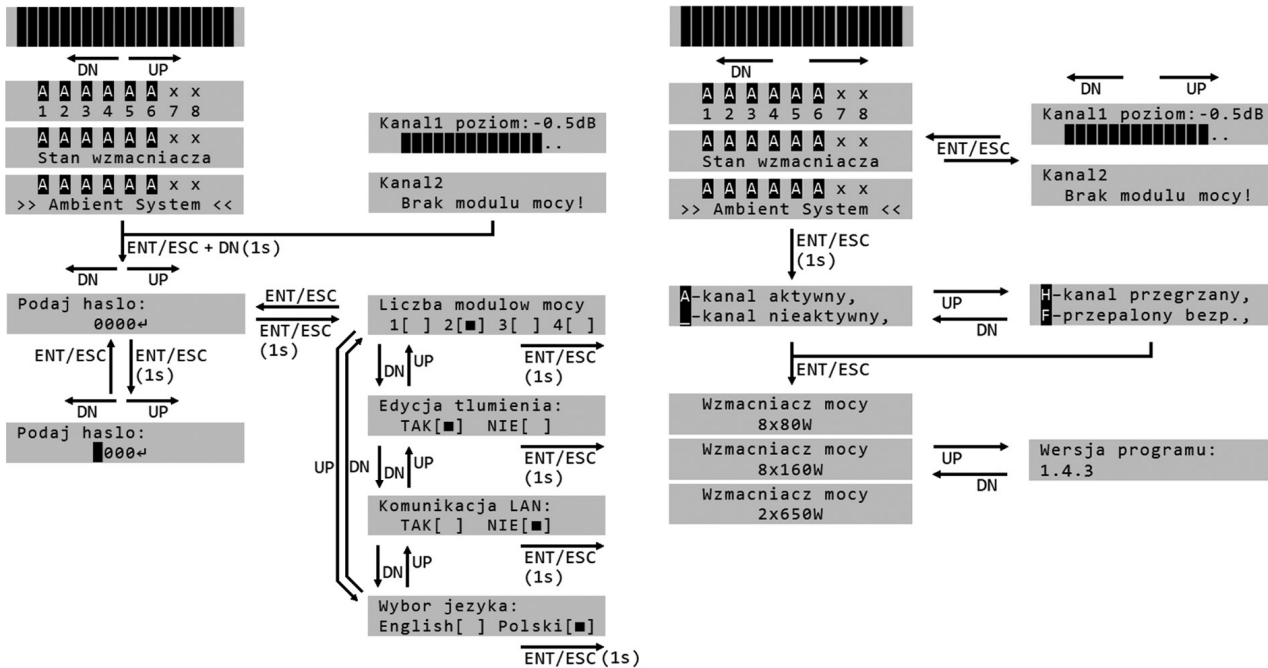 DN UP
A A A A A A x x
1 2 3 4 5 6 7 8
A A A A A A x x
Stan wzmacniacza
A A A A A A x x
>> Ambient System <<
Kanal1 poziom:-0.5dB
..
Kanal2
Brak modulu mocy!
ENT/ESC + DN(1s)
DN UP
Podaj haslo:
0000↵
ENT/ESC
ENT/ESC
(1s)
ENT/ESC
ENT/ESC
(1s)
DN UP
Podaj haslo:
000↵
Liczba modulow mocy
1[ ] 2[■] 3[ ] 4[ ]
DN UP
ENT/ESC
(1s)
Edycja tlumienia:
TAK[■] NIE[ ]
UP DN
DN UP
ENT/ESC
(1s)
Komunikacja LAN:
TAK[ ] NIE[■]
DN UP
ENT/ESC
(1s)
Wybor jezyka:
English[ ] Polski[■]
ENT/ESC(1s)
DN
A A A A A A x x
1 2 3 4 5 6 7 8
A A A A A A x x
Stan wzmacniacza
A A A A A A x x
>> Ambient System <<
ENT/ESC
DN UP
Kanal1 poziom:-0.5dB
..
Kanal2
Brak modulu mocy!
ENT/ESC
(1s)
A-kanal aktywny,
_-kanal nieaktywny,
UP
DN
H-kanal przegrzany,
F-przepalony bezp.,
ENT/ESC
Wzmacniacz mocy
8x80W
Wzmacniacz mocy
8x160W
Wzmacniacz mocy
2x650W
UP
DN
Wersja programu:
1.4.3